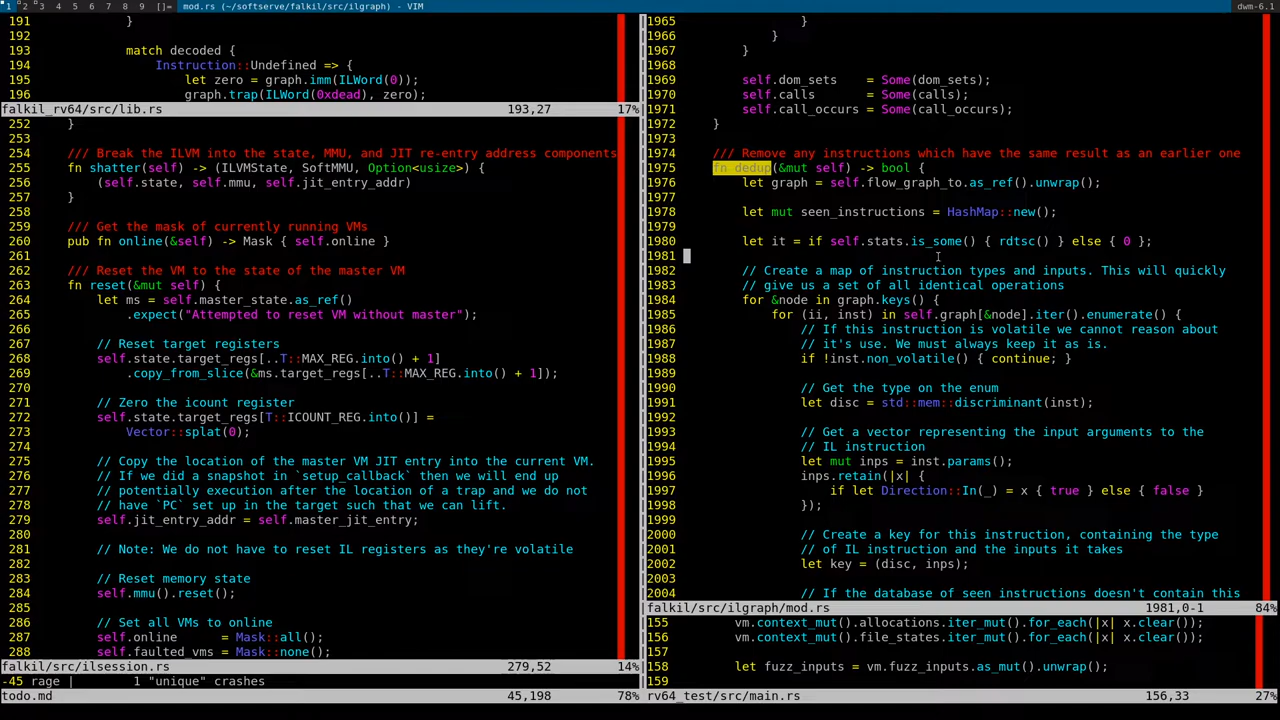 1 2 3 4 5 6 7 8 9 []= mod.rs (~/softserve/falkil/src/ilgraph) - VIM dwm-6.1
191 }
192
193 match decoded {
194 Instruction::Undefined => {
195 let zero = graph.imm(ILWord(0));
196 graph.trap(ILWord(0xdead), zero);
falkil_rv64/src/lib.rs 193,27 17%
252 }
253
254 /// Break the ILVM into the state, MMU, and JIT re-entry address components
255 fn shatter(self) -> (ILVMState, SoftMMU, Option<usize>) {
256 (self.state, self.mmu, self.jit_entry_addr)
257 }
258
259 /// Get the mask of currently running VMs
260 pub fn online(&self) -> Mask { self.online }
261
262 /// Reset the VM to the state of the master VM
263 fn reset(&mut self) {
264 let ms = self.master_state.as_ref()
265 .expect("Attempted to reset VM without master");
266
267 // Reset target registers
268 self.state.target_regs[..T::MAX_REG.into() + 1]
269 .copy_from_slice(&ms.target_regs[..T::MAX_REG.into() + 1]);
270
271 // Zero the icount register
272 self.state.target_regs[T::ICOUNT_REG.into()] =
273 Vector::splat(0);
274
275 // Copy the location of the master VM JIT entry into the current VM.
276 // If we did a snapshot in `setup_callback` then we will end up
277 // potentially execution after the location of a trap and we do not
278 // have `PC` set up in the target such that we can lift.
279 self.jit_entry_addr = self.master_jit_entry;
280
281 // Note: We do not have to reset IL registers as they're volatile
282
283 // Reset memory state
284 self.mmu().reset();
285
286 // Set all VMs to online
287 self.online = Mask::all();
288 self.faulted_vms = Mask::none();
falkil/src/ilsession.rs 279,52 14%
-45 rage | 1 "unique" crashes
todo.md 45,198 78%
1965 }
1966 }
1967 }
1968
1969 self.dom_sets = Some(dom_sets);
1970 self.calls = Some(calls);
1971 self.call_occurs = Some(call_occurs);
1972 }
1973
1974 /// Remove any instructions which have the same result as an earlier one
1975 fn dedup(&mut self) -> bool {
1976 let graph = self.flow_graph_to.as_ref().unwrap();
1977
1978 let mut seen_instructions = HashMap::new();
1979
1980 let it = if self.stats.is_some() { rdtsc() } else { 0 };
1981
1982 // Create a map of instruction types and inputs. This will quickly
1983 // give us a set of all identical operations
1984 for &node in graph.keys() {
1985 for (ii, inst) in self.graph[&node].iter().enumerate() {
1986 // If this instruction is volatile we cannot reason about
1987 // it's use. We must always keep it as is.
1988 if !inst.non_volatile() { continue; }
1989
1990 // Get the type on the enum
1991 let disc = std::mem::discriminant(inst);
1992
1993 // Get a vector representing the input arguments to the
1994 // IL instruction
1995 let mut inps = inst.params();
1996 inps.retain(|x| {
1997 if let Direction::In(_) = x { true } else { false }
1998 });
1999
2000 // Create a key for this instruction, containing the type
2001 // of IL instruction and the inputs it takes
2002 let key = (disc, inps);
2003
2004 // If the database of seen instructions doesn't contain this
falkil/src/ilgraph/mod.rs 1981,0-1 84%
155 vm.context_mut().allocations.iter_mut().for_each(|x| x.clear());
156 vm.context_mut().file_states.iter_mut().for_each(|x| x.clear());
157
158 let fuzz_inputs = vm.fuzz_inputs.as_mut().unwrap();
159
rv64_test/src/main.rs 156,33 27%